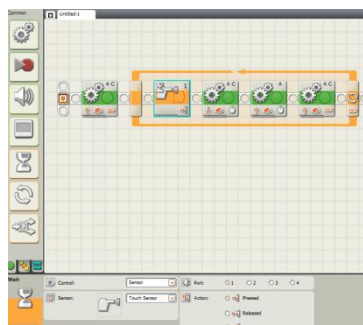 Common
Untitled-1
A C
1
A C
A
A C
Wait
Control:
Sensor
Port:
1
2
3
4
Sensor:
Touch Sensor
Action:
Pressed
Released